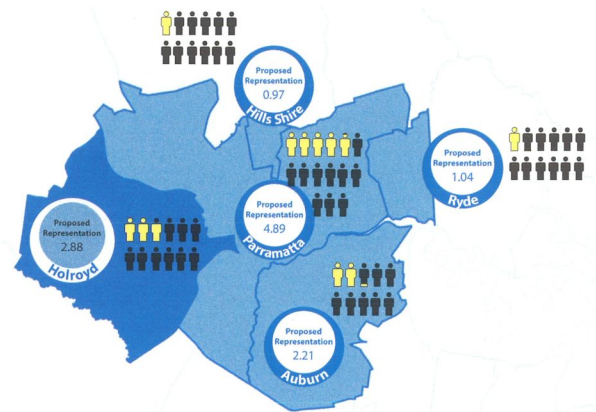 Proposed
Representation
0.97
Hills Shire
Proposed
Representation
1.04
Ryde
Proposed
Representation
2.88
Holroyd
Proposed
Representation
4.89
Parramatta
Proposed
Representation
2.21
Auburn